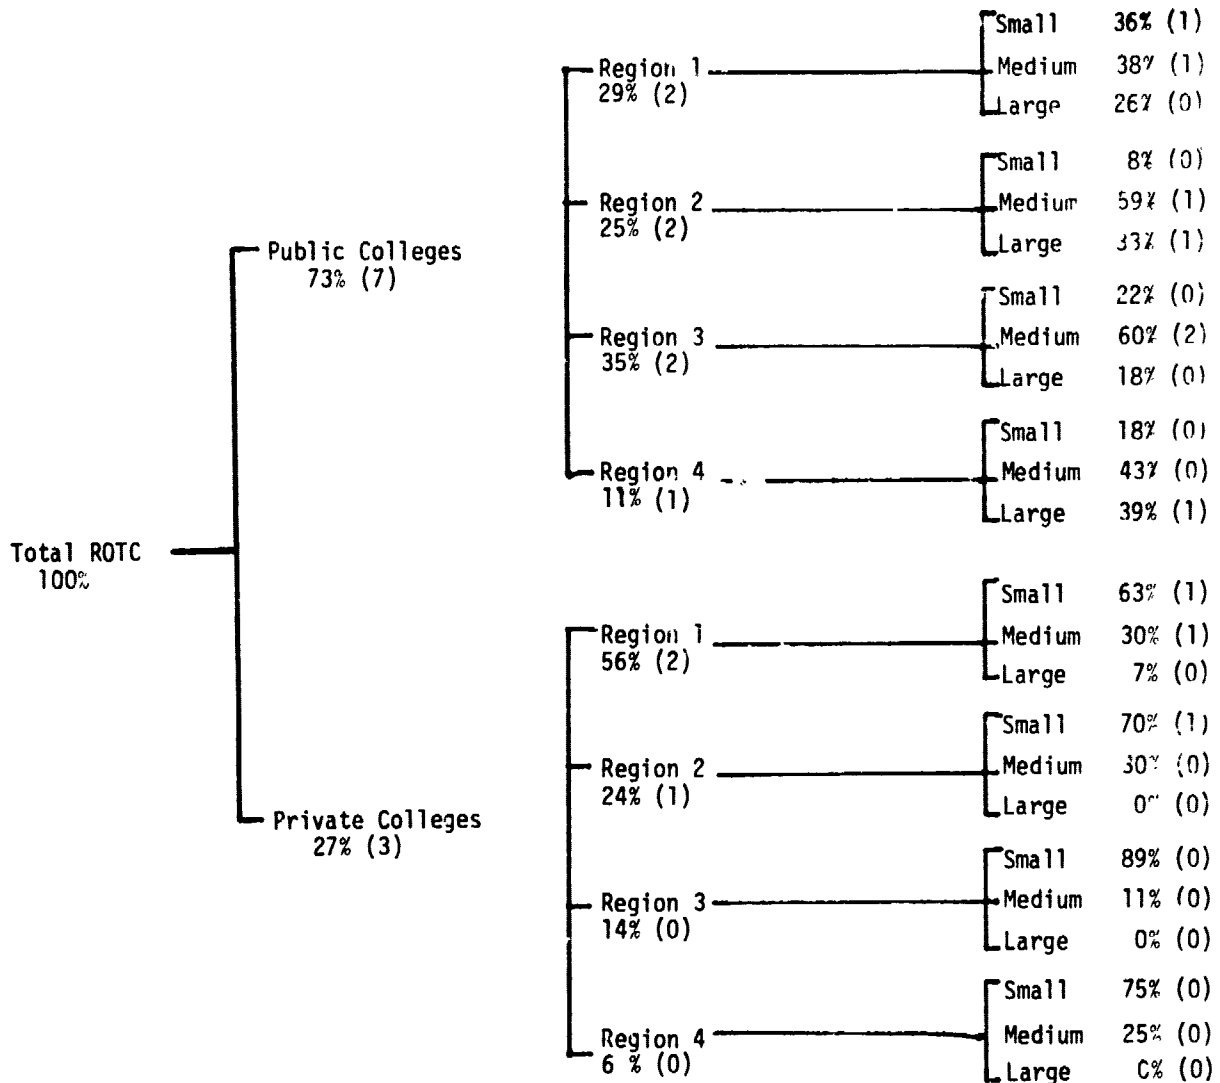 Small 36% (1)
Region 1
29% (2)
Medium 38% (1)
Large 26% (0)
Small 8% (0)
Region 2
25% (2)
Medium 59% (1)
Large 33% (1)
Public Colleges
73% (7)
Small 22% (0)
Region 3
35% (2)
Medium 60% (2)
Large 18% (0)
Small 18% (0)
Region 4
11% (1)
Medium 43% (0)
Large 39% (1)
Total ROTC
100%
Small 63% (1)
Region 1
56% (2)
Medium 30% (1)
Large 7% (0)
Small 70% (1)
Region 2
24% (1)
Medium 30% (0)
Large 0% (0)
Private Colleges
27% (3)
Small 89% (0)
Region 3
14% (0)
Medium 11% (0)
Large 0% (0)
Small 75% (0)
Region 4
6 % (0)
Medium 25% (0)
Large 0% (0)